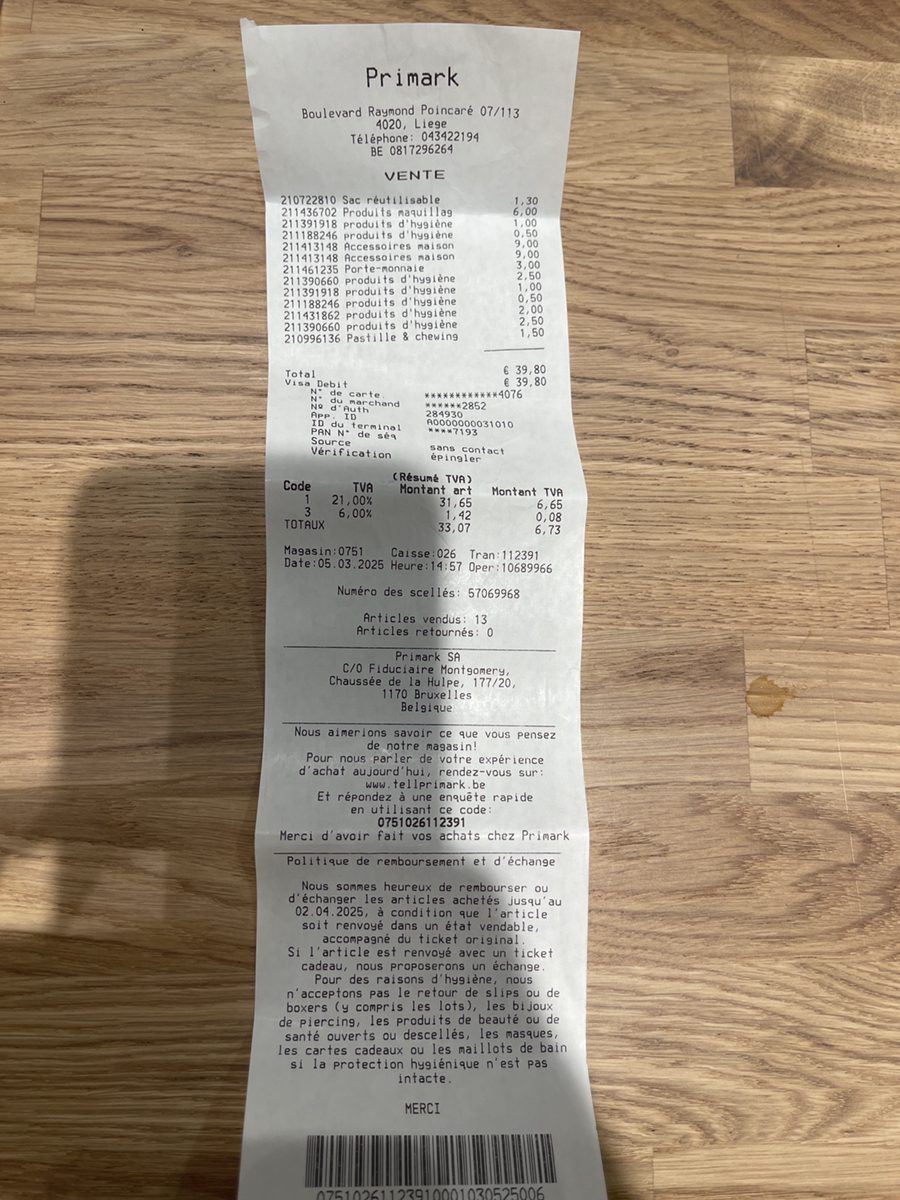 Primark
Boulevard Raymond Poincaré 07/113
4020, Liege
Téléphone: 043422194
BE 0817296264
VENTE
210722810 Sac réutilisable 1,30
211436702 Produits maquillag 6,00
211391918 produits d'hygiène 1,00
211188246 produits d'hygiène 0,50
211413148 Accessoires maison 9,00
211413148 Accessoires maison 9,00
211461235 Porte-monnaie 3,00
211390660 produits d'hygiène 2,50
211391918 produits d'hygiène 1,00
211188246 produits d'hygiène 0,50
211431862 produits d'hygiène 2,00
211390660 produits d'hygiène 2,50
210996136 Pastille & chewing 1,50
Total € 39,80
Visa Debit € 39,80
N° de carte. ************4076
N° du marchand ******2852
Nº d'Auth 284930
App. ID A0000000031010
ID du terminal ****7193
PAN N° de séq
Source sans contact
Vérification épingler
(Résumé TVA)
Code TVA Montant art Montant TVA
1 21,00% 31,65 6,65
3 6,00% 1,42 0,08
TOTAUX 33,07 6,73
Magasin:0751 Caisse:026 Tran:112391
Date:05.03.2025 Heure:14:57 Oper:10689966
Numéro des scellés: 57069968
Articles vendus: 13
Articles retournés: 0
Primark SA
C/O Fiduciaire Montgomery,
Chaussée de la Hulpe, 177/20,
1170 Bruxelles
Belgique
Nous aimerions savoir ce que vous pensez
de notre magasin!
Pour nous parler de votre expérience
d'achat aujourd'hui, rendez-vous sur:
www.tellprimark.be
Et répondez à une enquête rapide
en utilisant ce code:
0751026112391
Merci d'avoir fait vos achats chez Primark
Politique de remboursement et d'échange
Nous sommes heureux de rembourser ou
d'échanger les articles achetés jusqu'au
02.04.2025, à condition que l'article
soit renvoyé dans un état vendable,
accompagné du ticket original.
Si l'article est renvoyé avec un ticket
cadeau, nous proposerons un échange.
Pour des raisons d'hygiène, nous
n'acceptons pas le retour de slips ou de
boxers (y compris les lots), les bijoux
de piercing, les produits de beauté ou de
santé ouverts ou descellés, les masques,
les cartes cadeaux ou les maillots de bain
si la protection hygiénique n'est pas
intacte.
MERCI
0751026112391000103052​5006